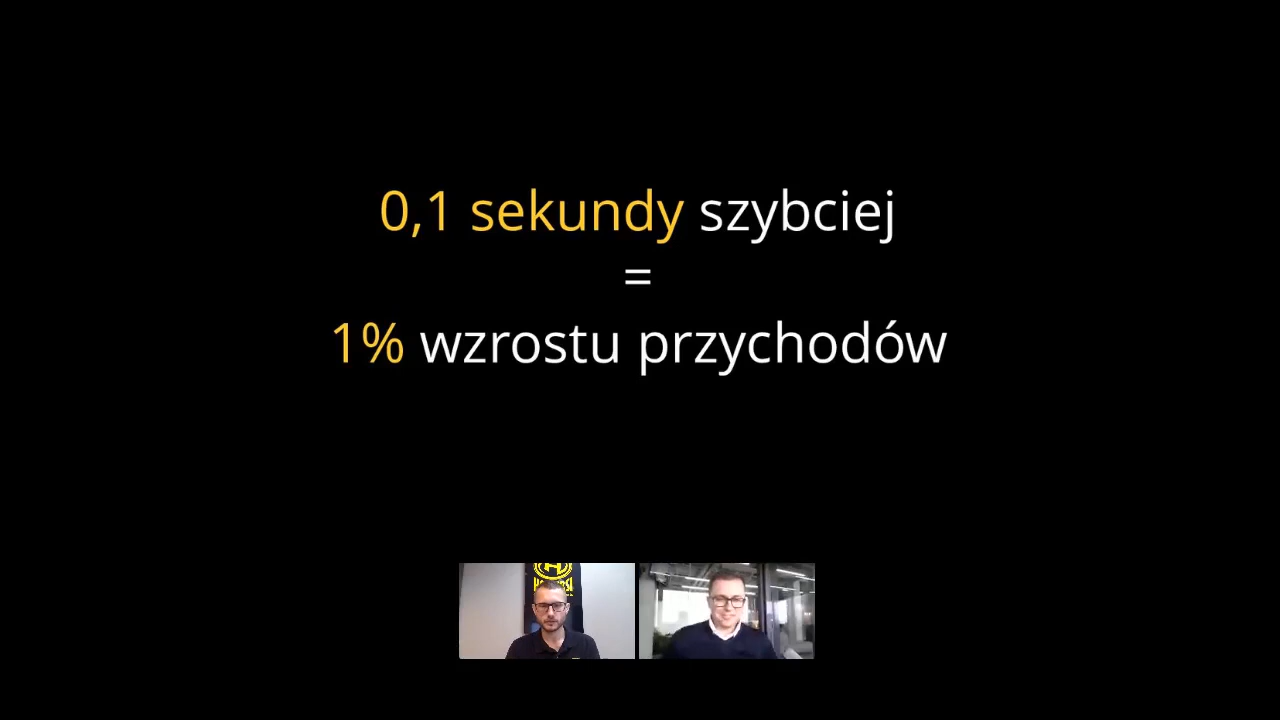 0,1 sekundy szybciej
=
1% wzrostu przychodów